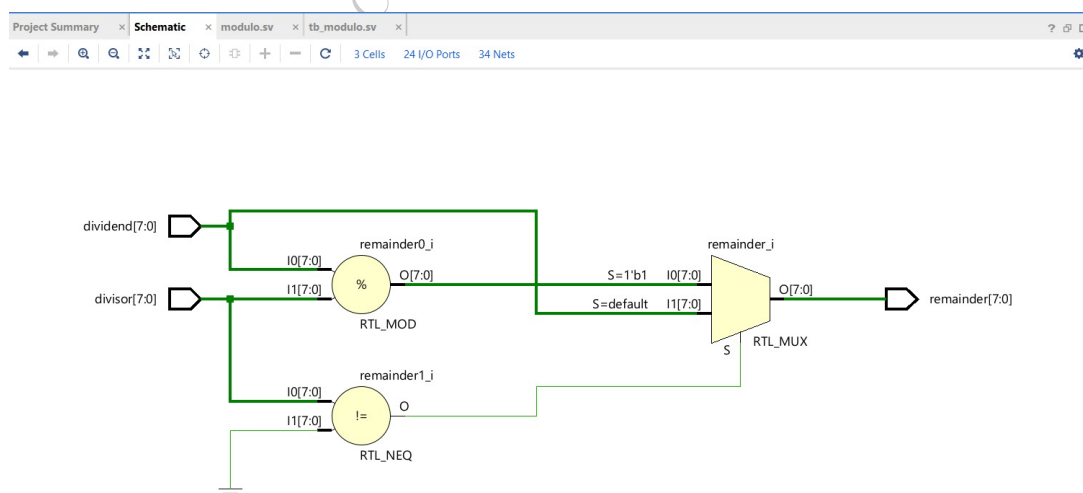 Project Summary × Schematic × modulo.sv × tb_modulo.sv × ?
3 Cells 24 I/O Ports 34 Nets
dividend[7:0]
remainder0_i
remainder_i
I0[7:0]
O[7:0]
S=1'b1 I0[7:0]
%
O[7:0]
divisor[7:0]
I1[7:0]
S=default I1[7:0]
remainder[7:0]
RTL_MOD
S
RTL_MUX
remainder1_i
I0[7:0]
O
!=
I1[7:0]
RTL_NEQ